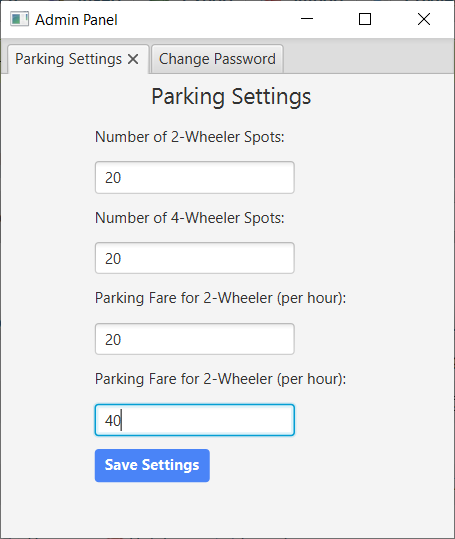 Admin Panel
Parking Settings Change Password
Parking Settings
Number of 2-Wheeler Spots:
20
Number of 4-Wheeler Spots:
20
Parking Fare for 2-Wheeler (per hour):
20
Parking Fare for 2-Wheeler (per hour):
40
Save Settings